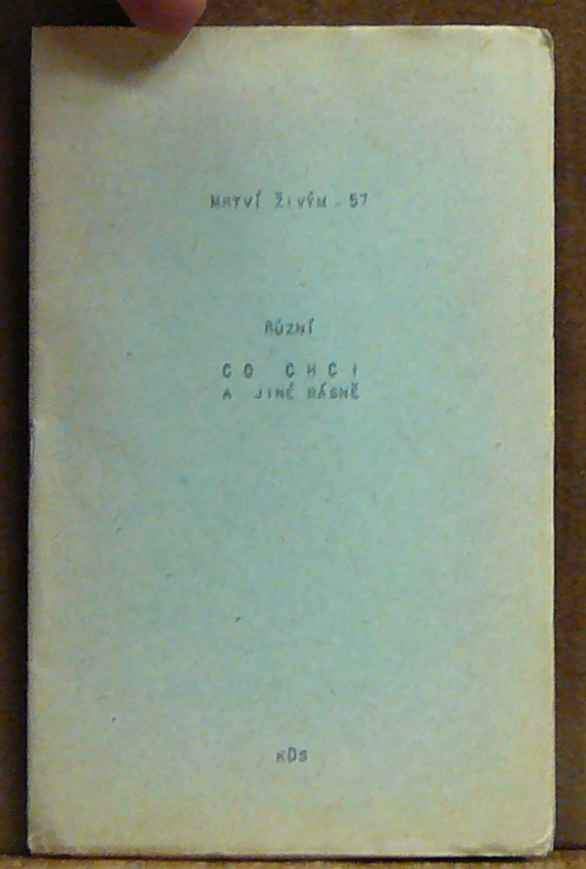 MRTVÍ ŽIVÝM - 57
RŮZNÍ
CO CHCI
A JINÉ BÁSNĚ
KDS